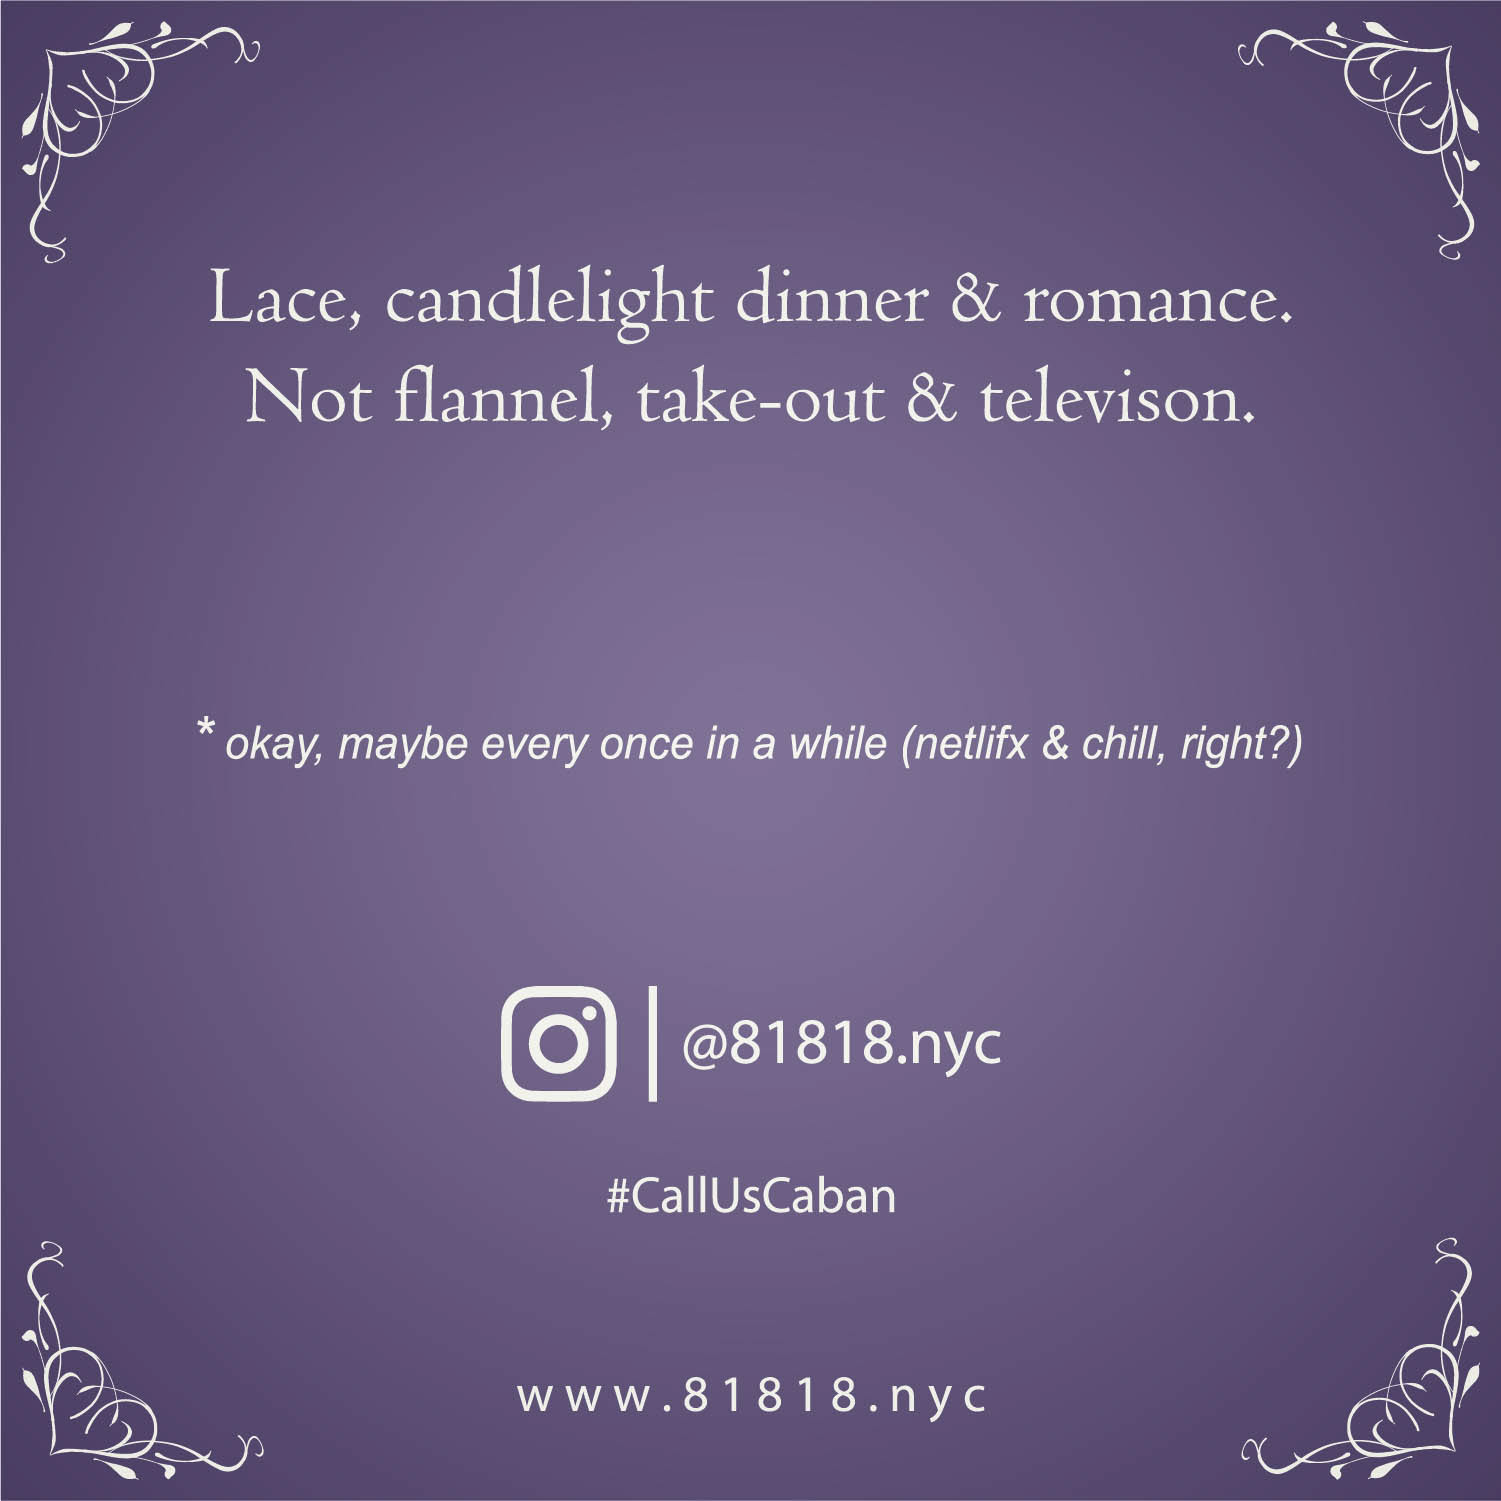 Lace, candlelight dinner & romance.
Not flannel, take-out & televison.
* okay, maybe every once in a while (netlifx & chill, right?)
@81818.nyc
#CallUsCaban
www.81818.nyc